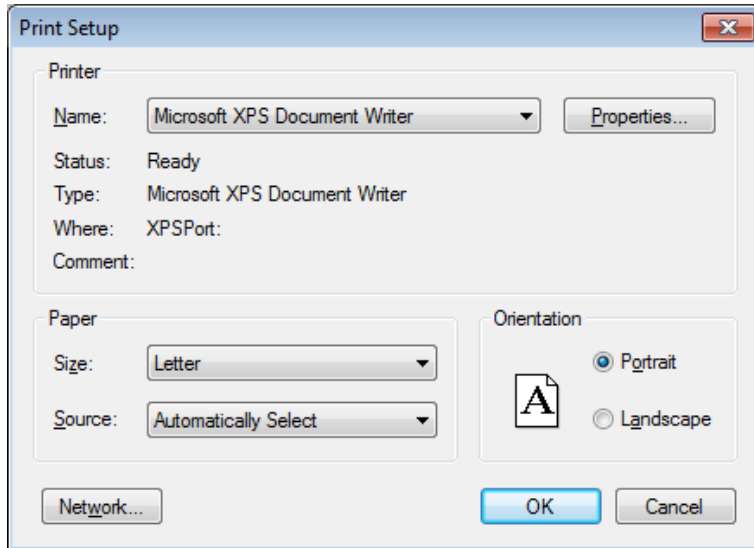 Print Setup
Printer
Name: Microsoft XPS Document Writer Properties...
Status: Ready
Type: Microsoft XPS Document Writer
Where: XPSPort:
Comment:
Paper
Size: Letter
Source: Automatically Select
Orientation
A
Portrait
Landscape
Network... OK Cancel